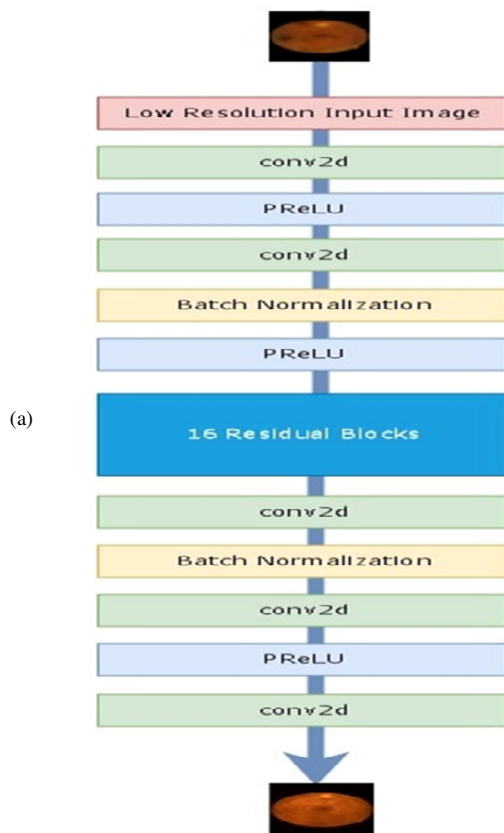 Low Resolution Input Image
conv2d
PReLU
conv2d
Batch Normalization
PReLU
(a)
16 Residual Blocks
conv2d
Batch Normalization
conv2d
PReLU
conv2d